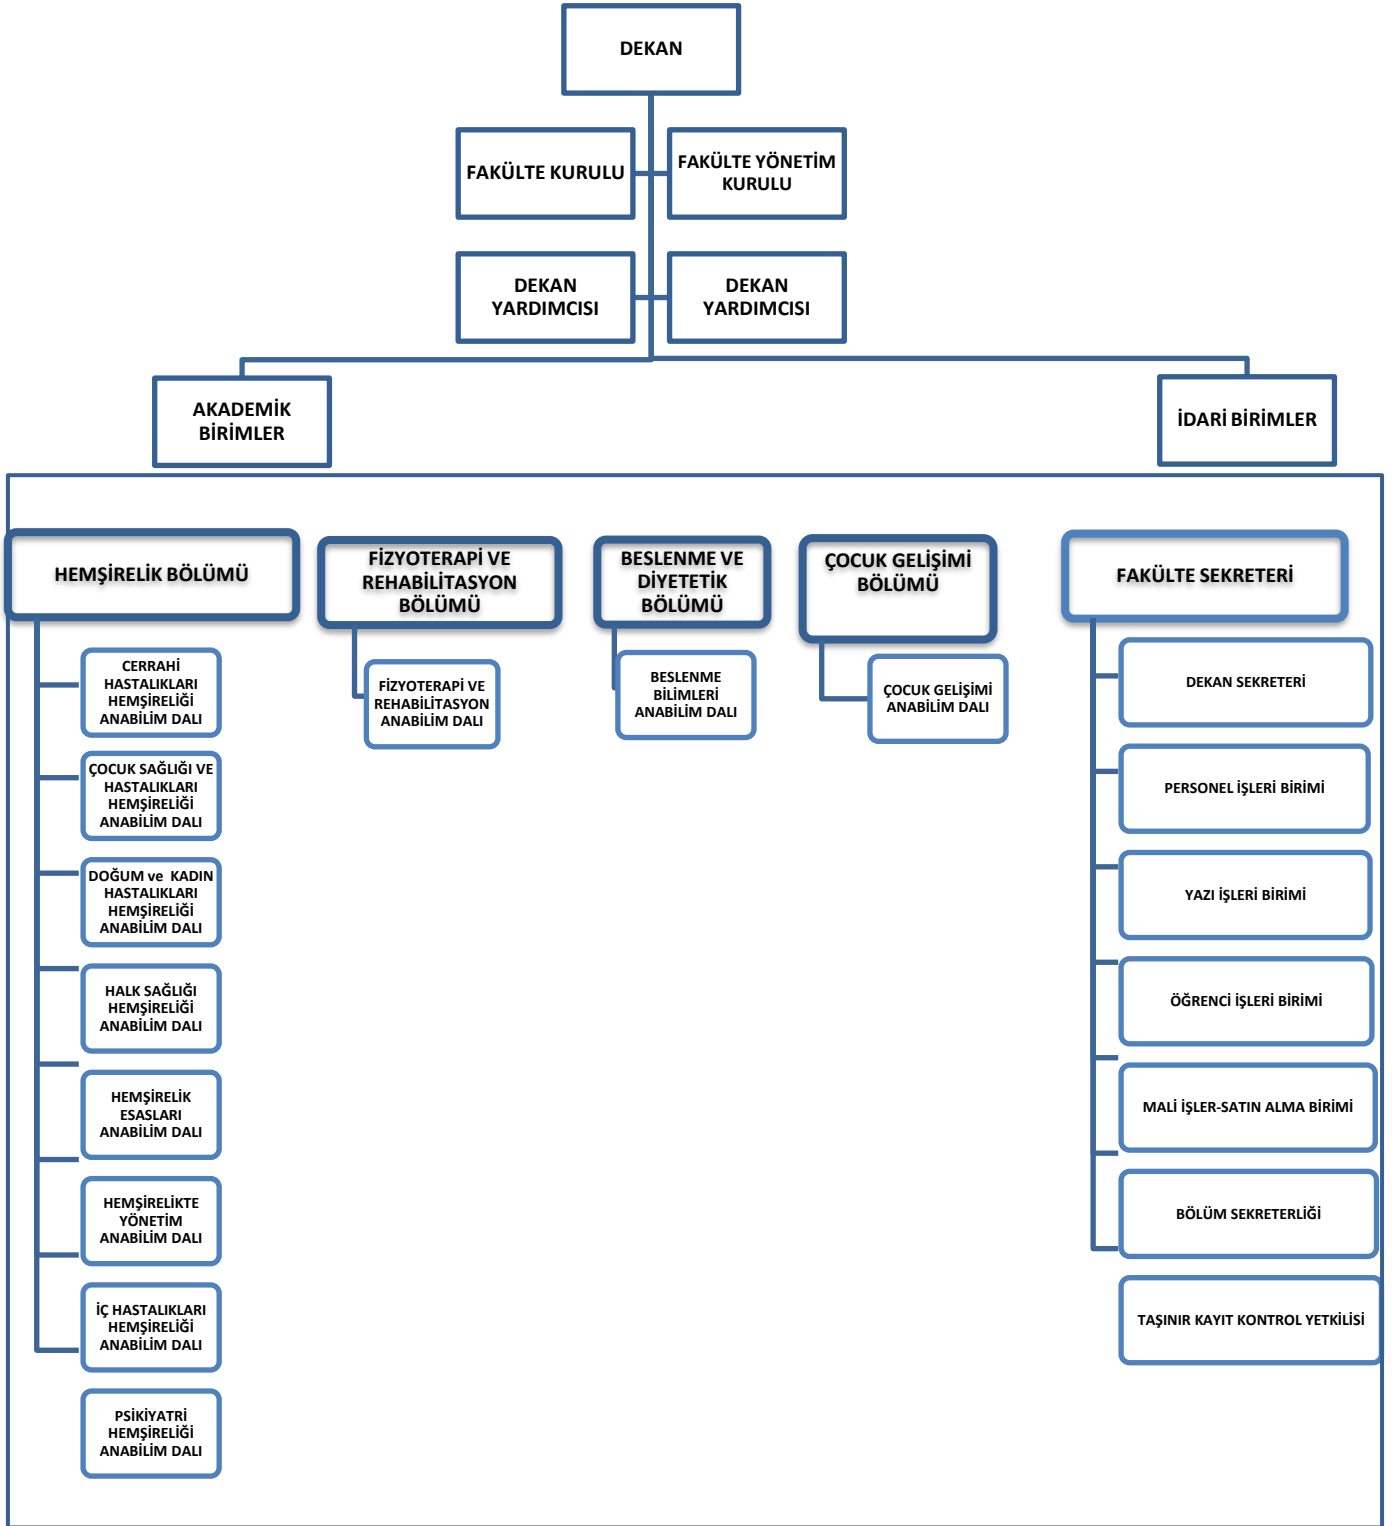 DEKAN
FAKÜLTE KURULU
FAKÜLTE YÖNETİM
KURULU
DEKAN
YARDIMCISI
DEKAN
YARDIMCISI
AKADEMİK
BİRİMLER
İDARİ BİRİMLER
HEMŞİRELİK BÖLÜMÜ
CERRAHİ
HASTALIKLARI
HEMŞİRELİĞİ
ANABİLİM DALI
ÇOCUK SAĞLIĞI VE
HASTALIKLARI
HEMŞİRELİĞİ
ANABİLİM DALI
DOĞUM ve KADIN
HASTALIKLARI
HEMŞİRELİĞİ
ANABİLİM DALI
HALK SAĞLIĞI
HEMŞİRELİĞİ
ANABİLİM DALI
HEMŞİRELİK
ESASLARI
ANABİLİM DALI
HEMŞİRELİKTE
YÖNETİM
ANABİLİM DALI
İÇ HASTALIKLARI
HEMŞİRELİĞİ
ANABİLİM DALI
PSİKİYATRİ
HEMŞİRELİĞİ
ANABİLİM DALI
FİZYOTERAPİ VE
REHABİLİTASYON
BÖLÜMÜ
FİZYOTERAPİ VE
REHABİLİTASYON
ANABİLİM DALI
BESLENME VE
DİYETETİK
BÖLÜMÜ
BESLENME
BİLİMLERİ
ANABİLİM DALI
ÇOCUK GELİŞİMİ
BÖLÜMÜ
ÇOCUK GELİŞİMİ
ANABİLİM DALI
FAKÜLTE SEKRETERİ
DEKAN SEKRETERİ
PERSONEL İŞLERİ BİRİMİ
YAZI İŞLERİ BİRİMİ
ÖĞRENCİ İŞLERİ BİRİMİ
MALİ İŞLER-SATIN ALMA BİRİMİ
BÖLÜM SEKRETERLİĞİ
TAŞINIR KAYIT KONTROL YETKİLİSİ